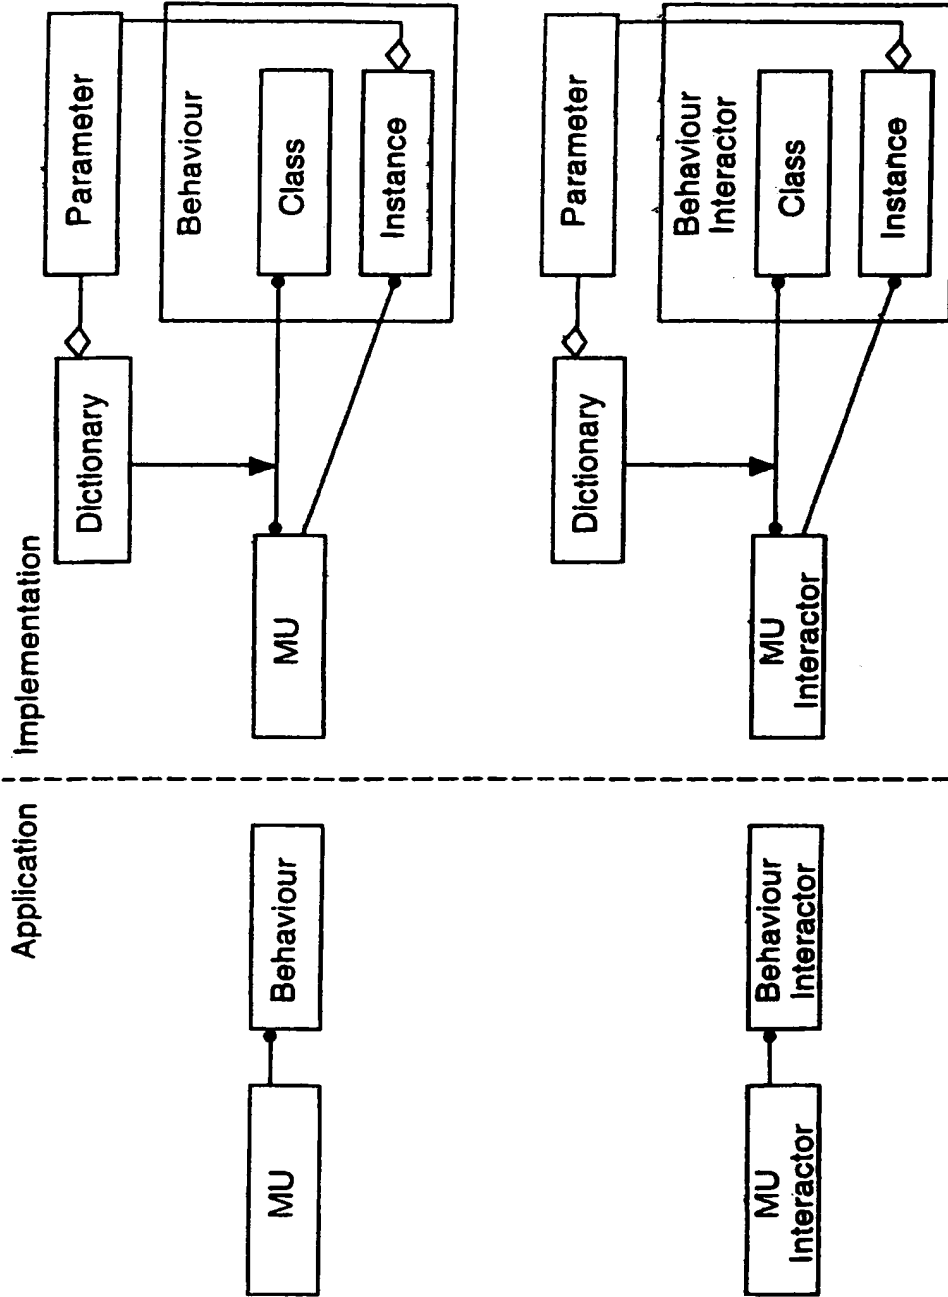 Application
Implementation
MU
Behaviour
MU
Dictionary
Parameter
Behaviour
Class
Instance
MU
Interactor
Behaviour
Interactor
MU
Interactor
Dictionary
Parameter
Behaviour
Interactor
Class
Instance